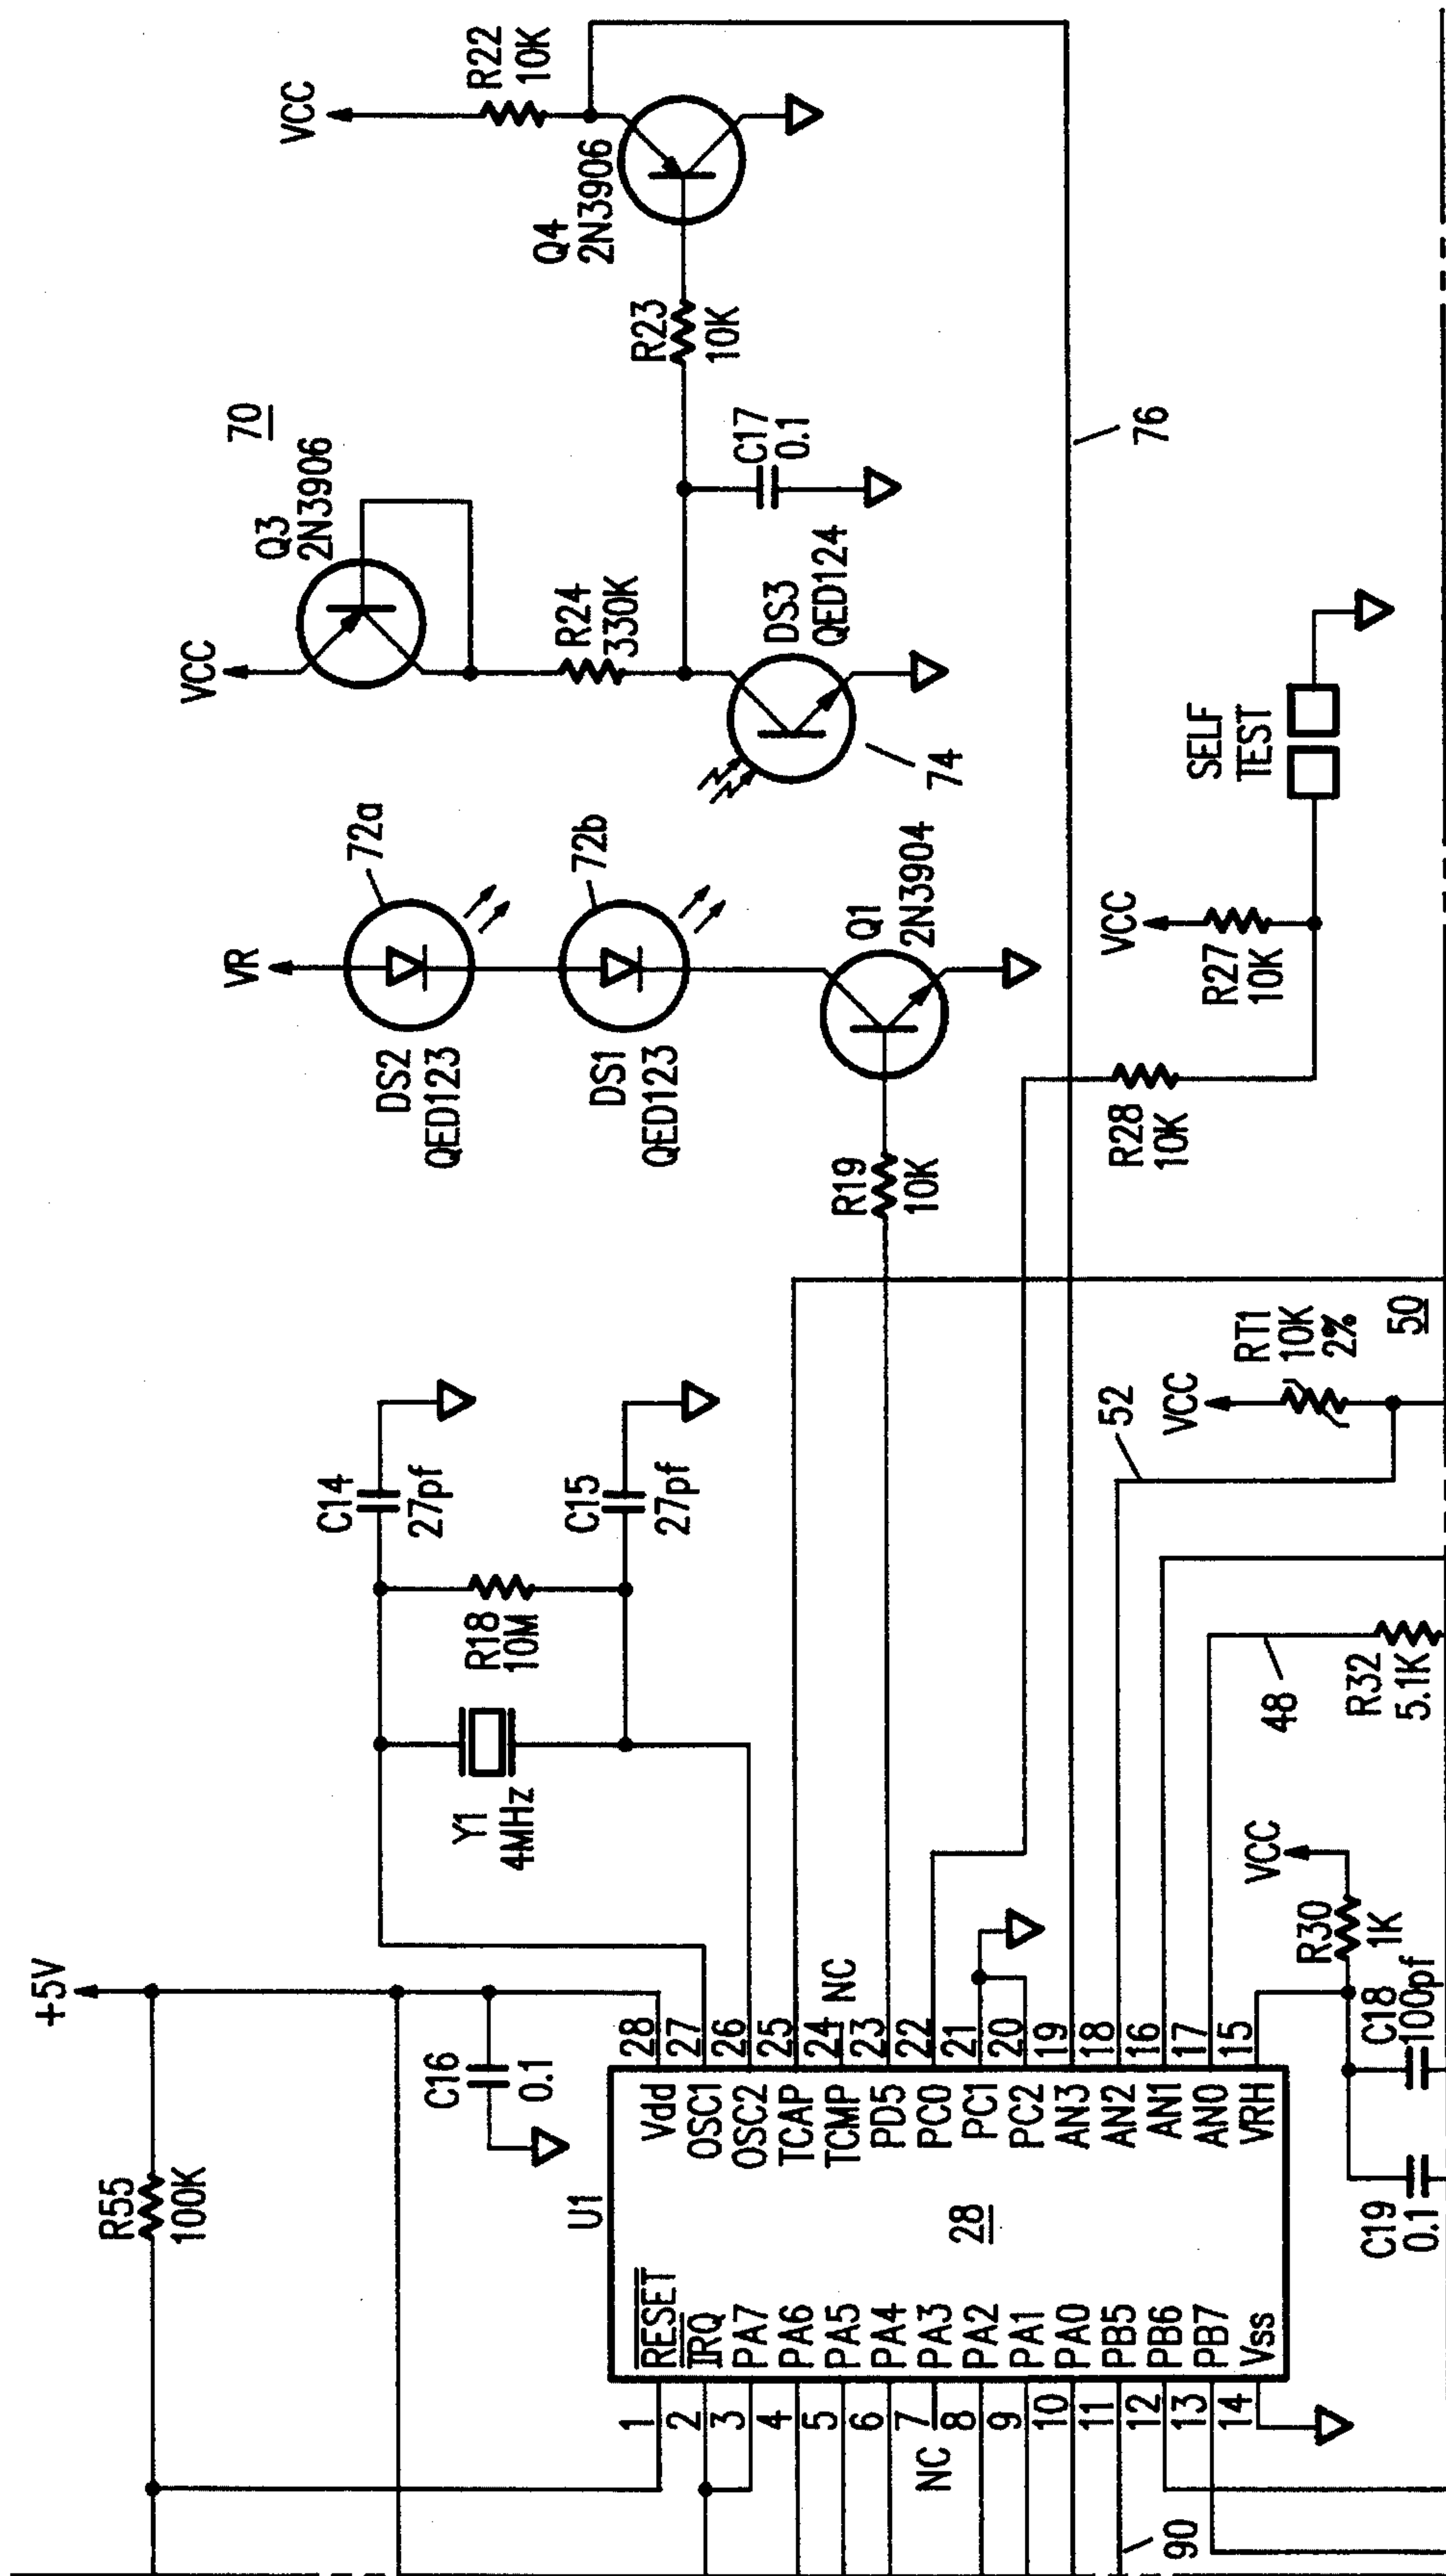 +5V
R55
100K
C16
0.1
Y1
4MHz
R18
10M
C14
27pf
C15
27pf
VR
DS2
QED123
72a
DS1
QED123
72b
R19
10K
Q1
2N3904
VCC
Q3
2N3906
70
R24
330K
DS3
QED124
74
C17
0.1
R23
10K
Q4
2N3906
VCC
R22
10K
76
U1
28
RESET
IRQ
PA7
PA6
PA5
PA4
PA3
PA2
PA1
PA0
PB5
PB6
PB7
Vss
1
2
3
4
5
6
7
NC
8
9
10
11
12
13
14
90
Vdd
OSC1
OSC2
TCAP
TCMP
PD5
PC0
PC1
PC2
AN3
AN2
AN1
AN0
VRH
28
27
26
25
24
NC
23
22
21
20
19
18
16
17
15
R28
10K
VCC
R27
10K
SELF
TEST
VCC
R30
1K
C18
100pf
C19
0.1
48
R32
5.1K
52
VCC
RT1
10K
2%
50